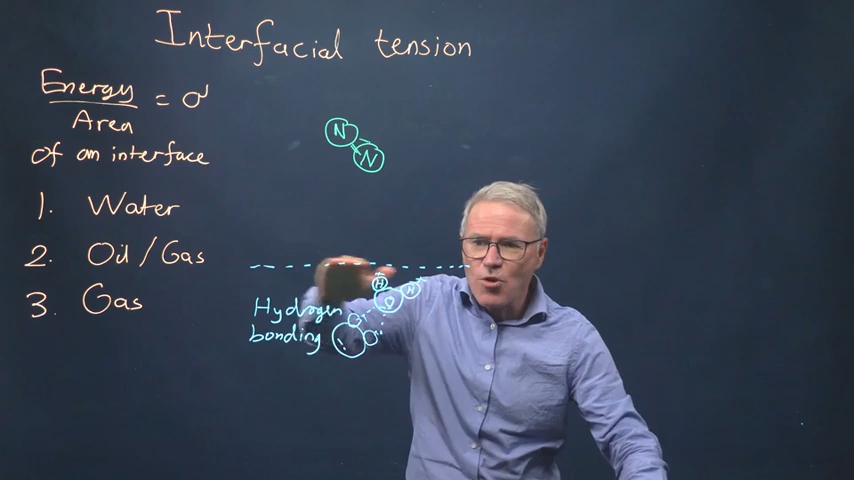 Interfacial tension
Energy
Area
= σ
of an interface
1. Water
2. Oil/Gas
3. Gas
N
N
H
H
O
Hydrogen
bonding